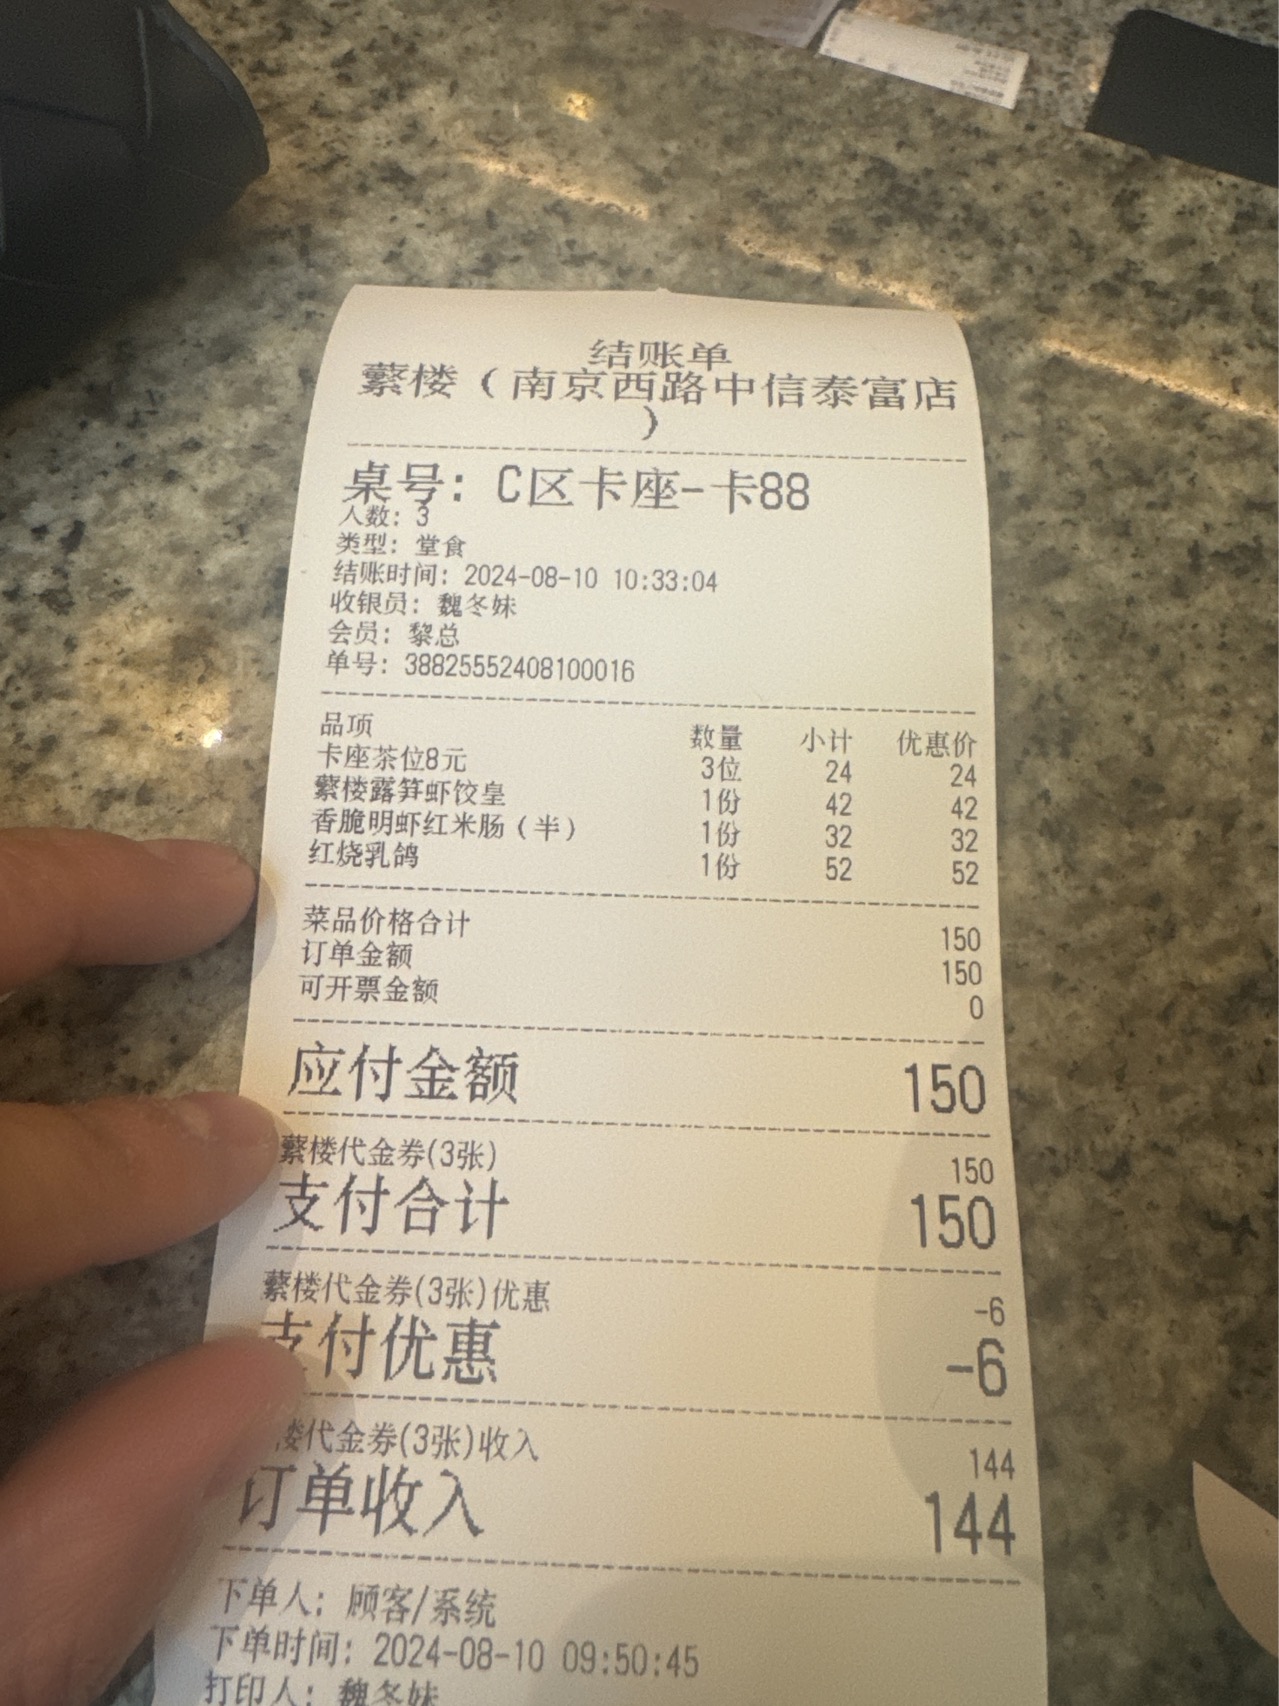 结账单
蘩楼（南京西路中信泰富店
）
桌号：C区卡座-卡88
人数：3
类型：堂食
结账时间：2024-08-10 10:33:04
收银员：魏冬妹
会员：黎总
单号：38825552408100016
品项 数量 小计 优惠价
卡座茶位8元 3位 24 24
蘩楼露笋虾饺皇 1份 42 42
香脆明虾红米肠（半） 1份 32 32
红烧乳鸽 1份 52 52
菜品价格合计 150
订单金额 150
可开票金额 0
应付金额 150
蘩楼代金券(3张) 150
支付合计 150
蘩楼代金券(3张)优惠 -6
支付优惠 -6
楼代金券(3张)收入 144
订单收入 144
下单人：顾客/系统
下单时间：2024-08-10 09:50:45
打印人：魏冬妹